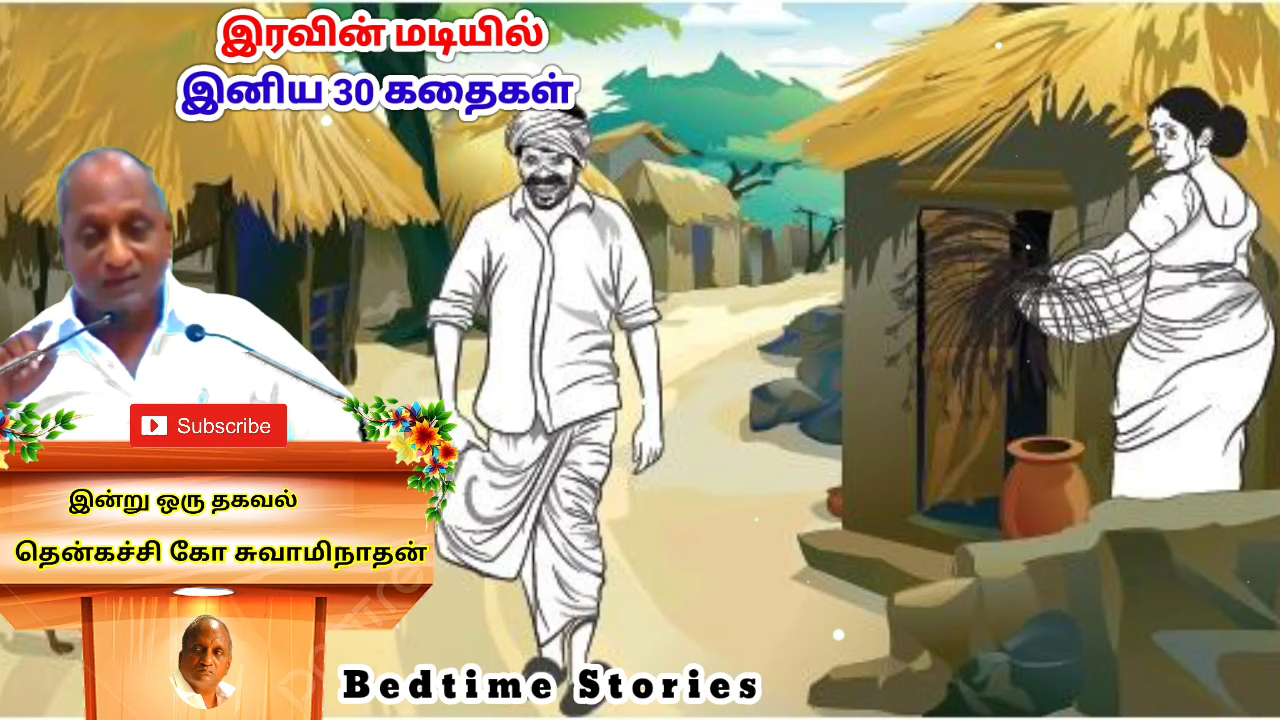 இரவின் மடியில்
இனிய 30 கதைகள்
Subscribe
இன்று ஒரு தகவல்
தென்கச்சி கோ சுவாமிநாதன்
Bedtime Stories